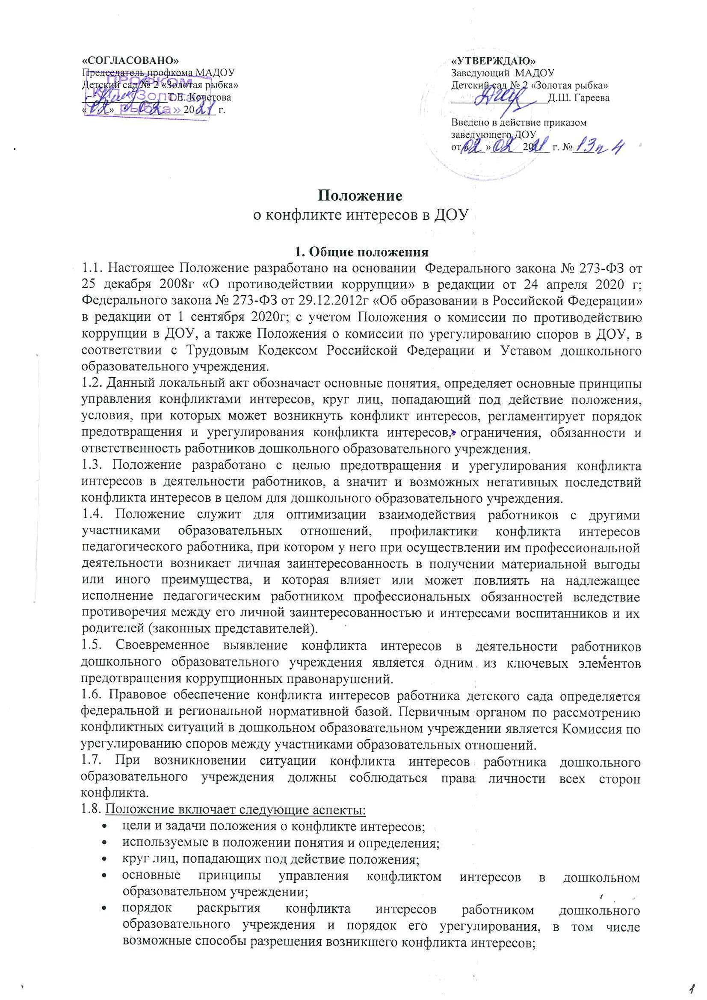 «СОГЛАСОВАНО»
Председатель профкома МАДОУ
Детский сад № 2 «Золотая рыбка»
Т.Е. Кочетова
«02» 02 2021 г.
ПРОФКОМ
«Золотая
рыбка»
«УТВЕРЖДАЮ»
Заведующий МАДОУ
Детский сад № 2 «Золотая рыбка»
Д.Ш. Гареева
Введено в действие приказом
заведующего ДОУ
от «02» 02 2021 г. № 13 п 4
Положение
о конфликте интересов в ДОУ
1. Общие положения
1.1. Настоящее Положение разработано на основании Федерального закона № 273-ФЗ от
25 декабря 2008г «О противодействии коррупции» в редакции от 24 апреля 2020 г;
Федерального закона № 273-ФЗ от 29.12.2012г «Об образовании в Российской Федерации»
в редакции от 1 сентября 2020г; с учетом Положения о комиссии по противодействию
коррупции в ДОУ, а также Положения о комиссии по урегулированию споров в ДОУ, в
соответствии с Трудовым Кодексом Российской Федерации и Уставом дошкольного
образовательного учреждения.
1.2. Данный локальный акт обозначает основные понятия, определяет основные принципы
управления конфликтами интересов, круг лиц, попадающий под действие положения,
условия, при которых может возникнуть конфликт интересов, регламентирует порядок
предотвращения и урегулирования конфликта интересов, ограничения, обязанности и
ответственность работников дошкольного образовательного учреждения.
1.3. Положение разработано с целью предотвращения и урегулирования конфликта
интересов в деятельности работников, а значит и возможных негативных последствий
конфликта интересов в целом для дошкольного образовательного учреждения.
1.4. Положение служит для оптимизации взаимодействия работников с другими
участниками образовательных отношений, профилактики конфликта интересов
педагогического работника, при котором у него при осуществлении им профессиональной
деятельности возникает личная заинтересованность в получении материальной выгоды
или иного преимущества, и которая влияет или может повлиять на надлежащее
исполнение педагогическим работником профессиональных обязанностей вследствие
противоречия между его личной заинтересованностью и интересами воспитанников и их
родителей (законных представителей).
1.5. Своевременное выявление конфликта интересов в деятельности работников
дошкольного образовательного учреждения является одним из ключевых элементов
предотвращения коррупционных правонарушений.
1.6. Правовое обеспечение конфликта интересов работника детского сада определяется
федеральной и региональной нормативной базой. Первичным органом по рассмотрению
конфликтных ситуаций в дошкольном образовательном учреждении является Комиссия по
урегулированию споров между участниками образовательных отношений.
1.7. При возникновении ситуации конфликта интересов работника дошкольного
образовательного учреждения должны соблюдаться права личности всех сторон
конфликта.
1.8. Положение включает следующие аспекты:
• цели и задачи положения о конфликте интересов;
• используемые в положении понятия и определения;
• круг лиц, попадающих под действие положения;
• основные принципы управления конфликтом интересов в дошкольном
образовательном учреждении;
• порядок раскрытия конфликта интересов работником дошкольного
образовательного учреждения и порядок его урегулирования, в том числе
возможные способы разрешения возникшего конфликта интересов;
1